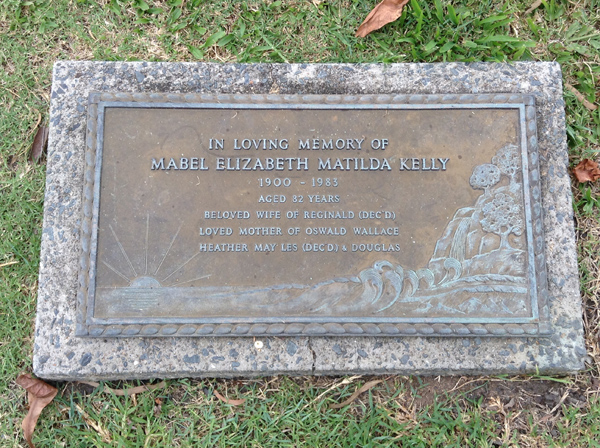 IN LOVING MEMORY OF
MABEL ELIZABETH MATILDA KELLY
1900 - 1983
AGED 82 YEARS
BELOVED WIFE OF REGINALD (DEC'D)
LOVED MOTHER OF OSWALD WALLACE
HEATHER MAY LES (DEC'D) & DOUGLAS